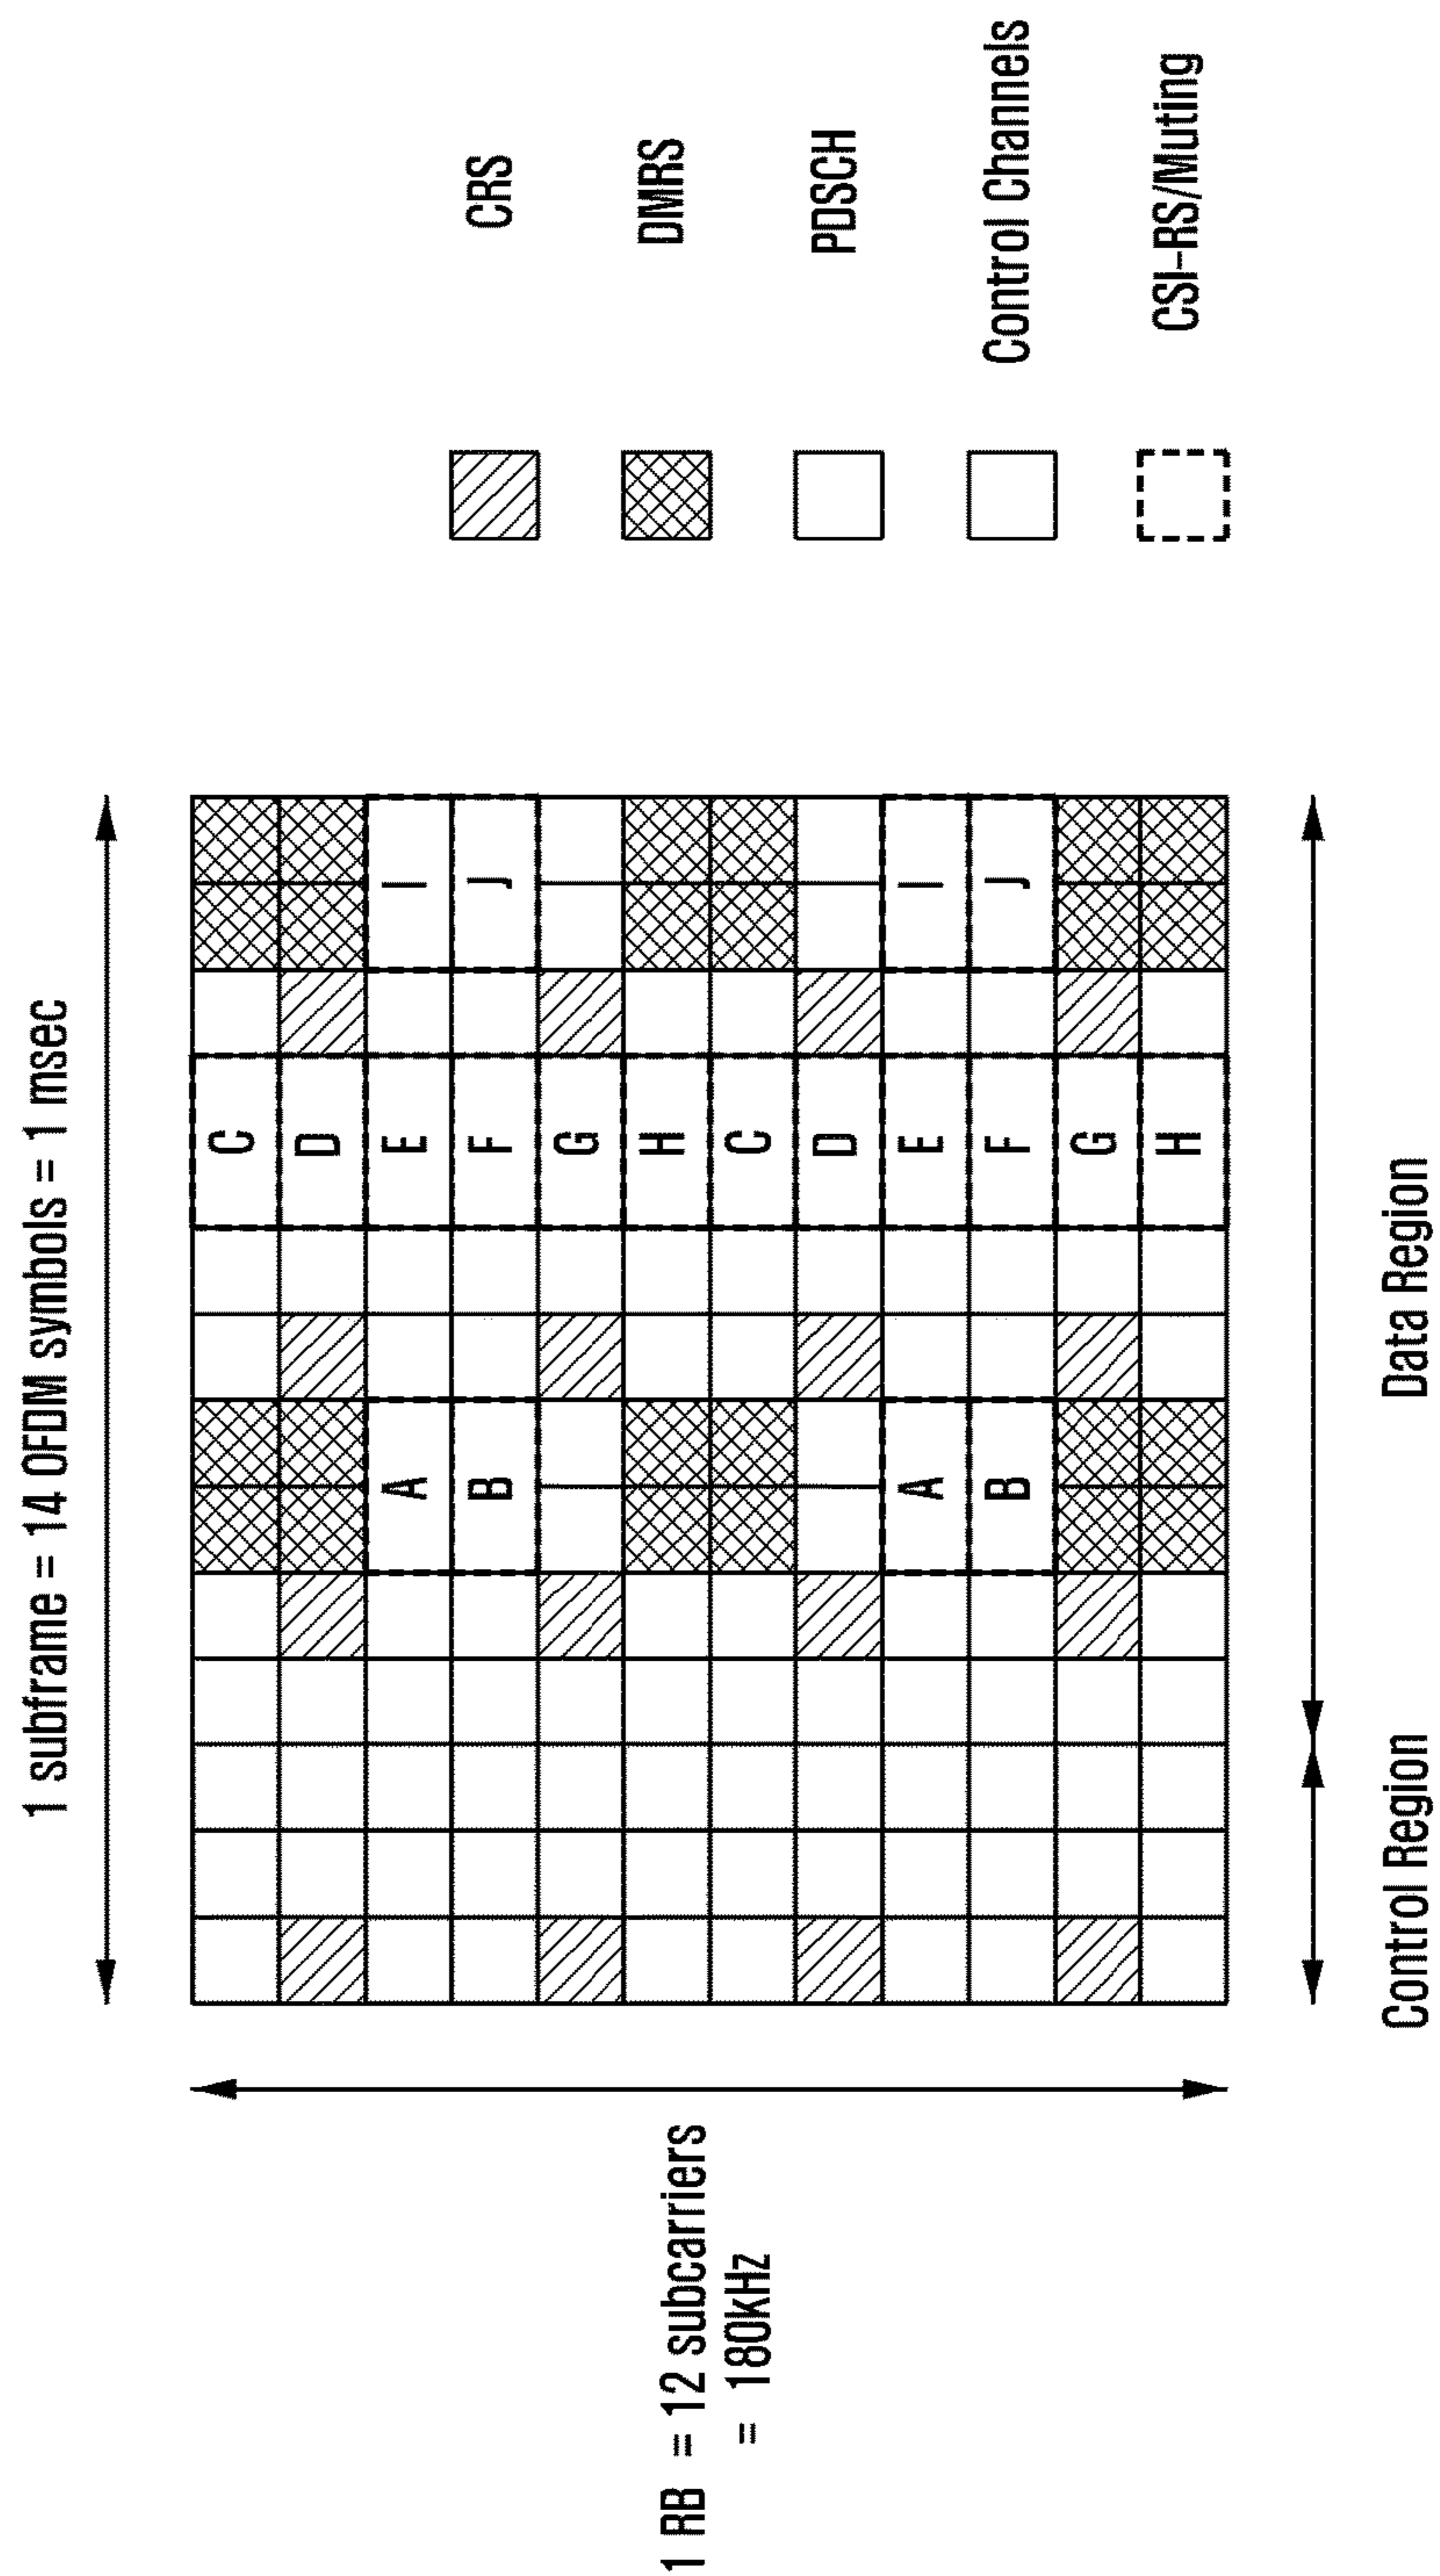 1 subframe = 14 OFDM symbols = 1 msec
C
D
A E I
B F J CRS
G
1 RB = 12 subcarriers
H DMRS
= 180kHz
C
D PDSCH
A E I
B F J Control Channels
G
H CSI-RS/Muting
Control Region Data Region